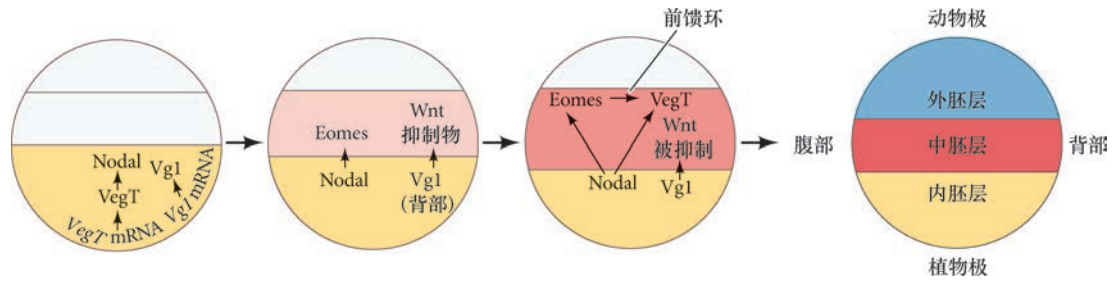 Nodal
Vg1
VegT
VegT mRNA
Vg1 mRNA
Eomes
Wnt
抑制物
Nodal
Vg1
(背部)
前馈环
Eomes
VegT
Wnt
被抑制
Nodal
Vg1
动物极
外胚层
腹部
中胚层
背部
内胚层
植物极